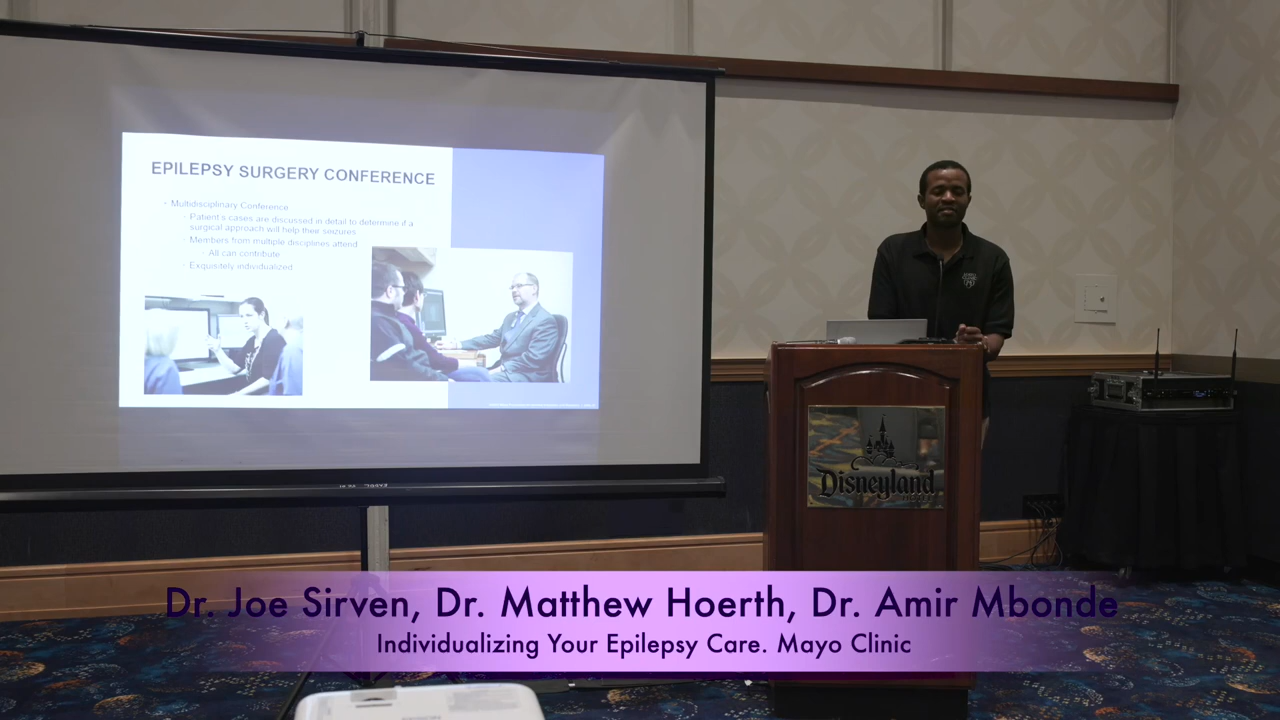 EPILEPSY SURGERY CONFERENCE
Multidisciplinary Conference
Patient's cases are discussed in detail to determine if a
surgical approach will help their seizures
Members from multiple disciplines attend
All can contribute
Exquisitely individualized
Disneyland
Dr. Joe Sirven, Dr. Matthew Hoerth, Dr. Amir Mbonde
Individualizing Your Epilepsy Care. Mayo Clinic